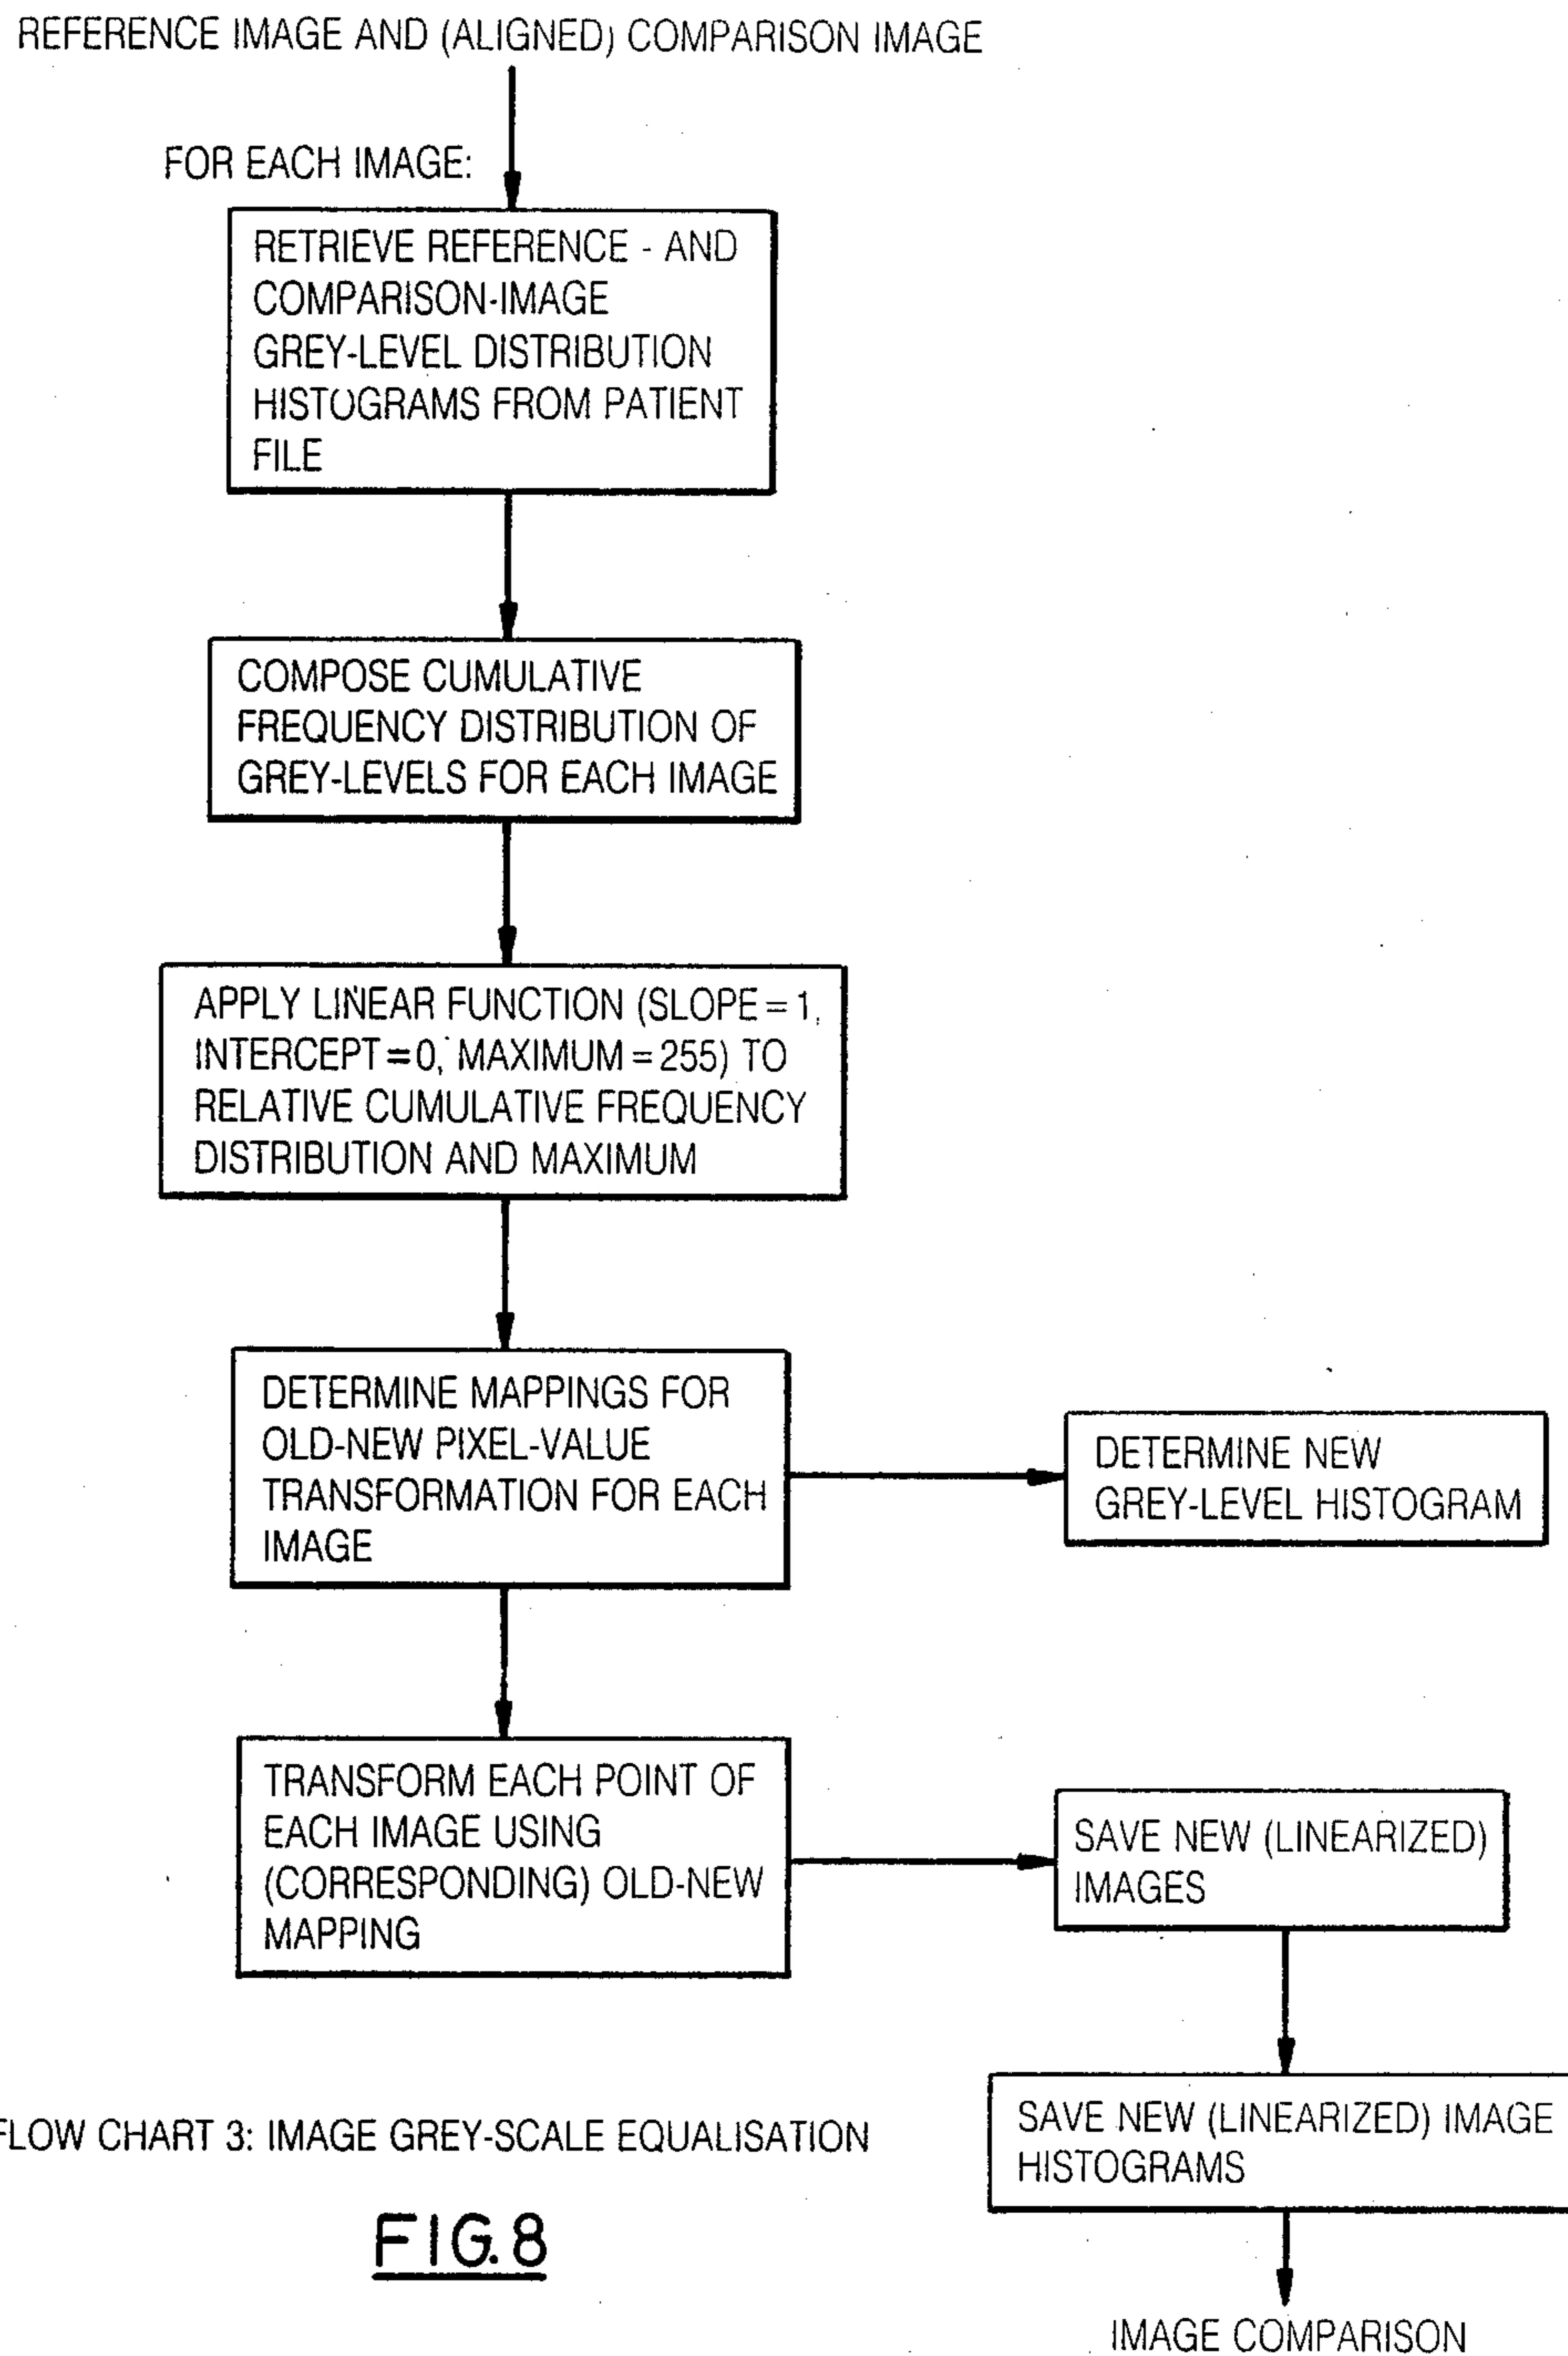 REFERENCE IMAGE AND (ALIGNED) COMPARISON IMAGE
FOR EACH IMAGE:
RETRIEVE REFERENCE - AND
COMPARISON-IMAGE
GREY-LEVEL DISTRIBUTION
HISTOGRAMS FROM PATIENT
FILE
COMPOSE CUMULATIVE
FREQUENCY DISTRIBUTION OF
GREY-LEVELS FOR EACH IMAGE
APPLY LINEAR FUNCTION (SLOPE = 1,
INTERCEPT = 0, MAXIMUM = 255) TO
RELATIVE CUMULATIVE FREQUENCY
DISTRIBUTION AND MAXIMUM
DETERMINE MAPPINGS FOR
OLD-NEW PIXEL-VALUE
TRANSFORMATION FOR EACH
IMAGE
DETERMINE NEW
GREY-LEVEL HISTOGRAM
TRANSFORM EACH POINT OF
EACH IMAGE USING
(CORRESPONDING) OLD-NEW
MAPPING
SAVE NEW (LINEARIZED)
IMAGES
SAVE NEW (LINEARIZED) IMAGE
HISTOGRAMS
FLOW CHART 3: IMAGE GREY-SCALE EQUALISATION
FIG. 8
IMAGE COMPARISON